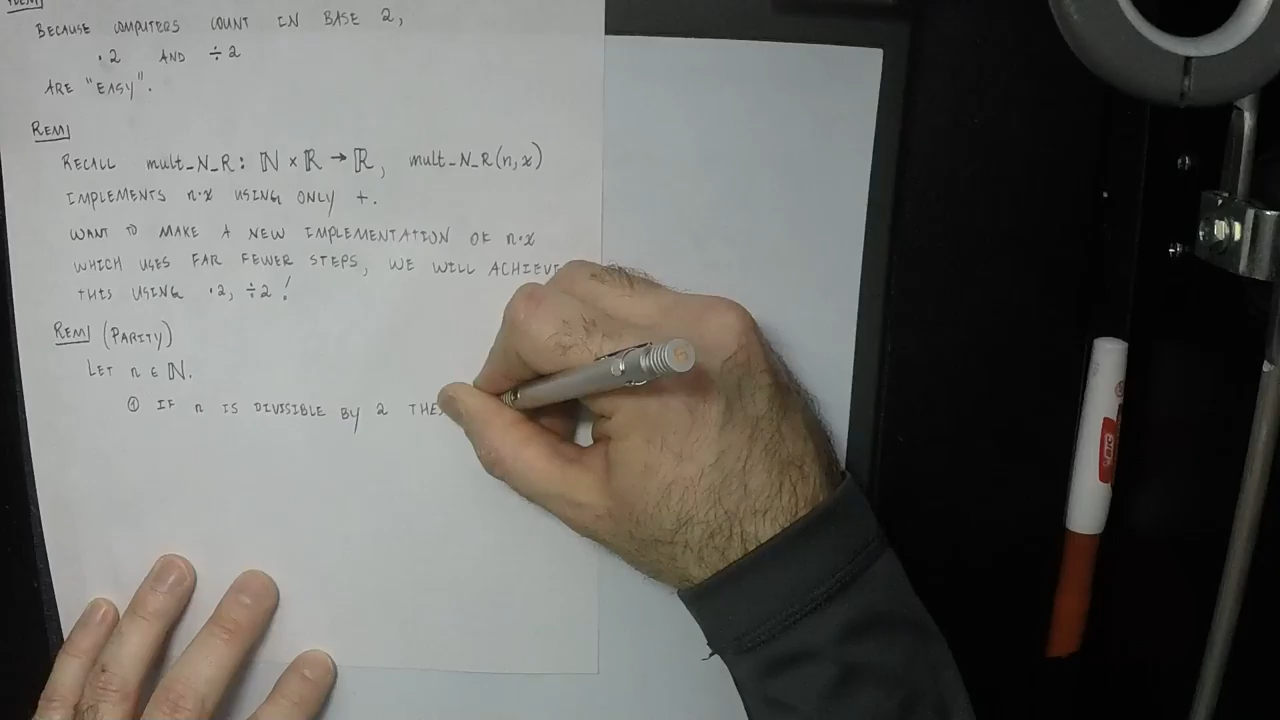 BECAUSE COMPUTERS COUNT IN BASE 2,
·2 AND ÷2
ARE "EASY".
REM
RECALL mult_N_R: ℕ × ℝ → ℝ, mult_N_R(n,x)
IMPLEMENTS n·x USING ONLY +.
WANT TO MAKE A NEW IMPLEMENTATION OF n·x
WHICH USES FAR FEWER STEPS, WE WILL ACHIEVE
THIS USING ·2, ÷2!
REM (PARITY)
LET n ∈ ℕ.
① IF n IS DIVISIBLE BY 2 THE
BIC